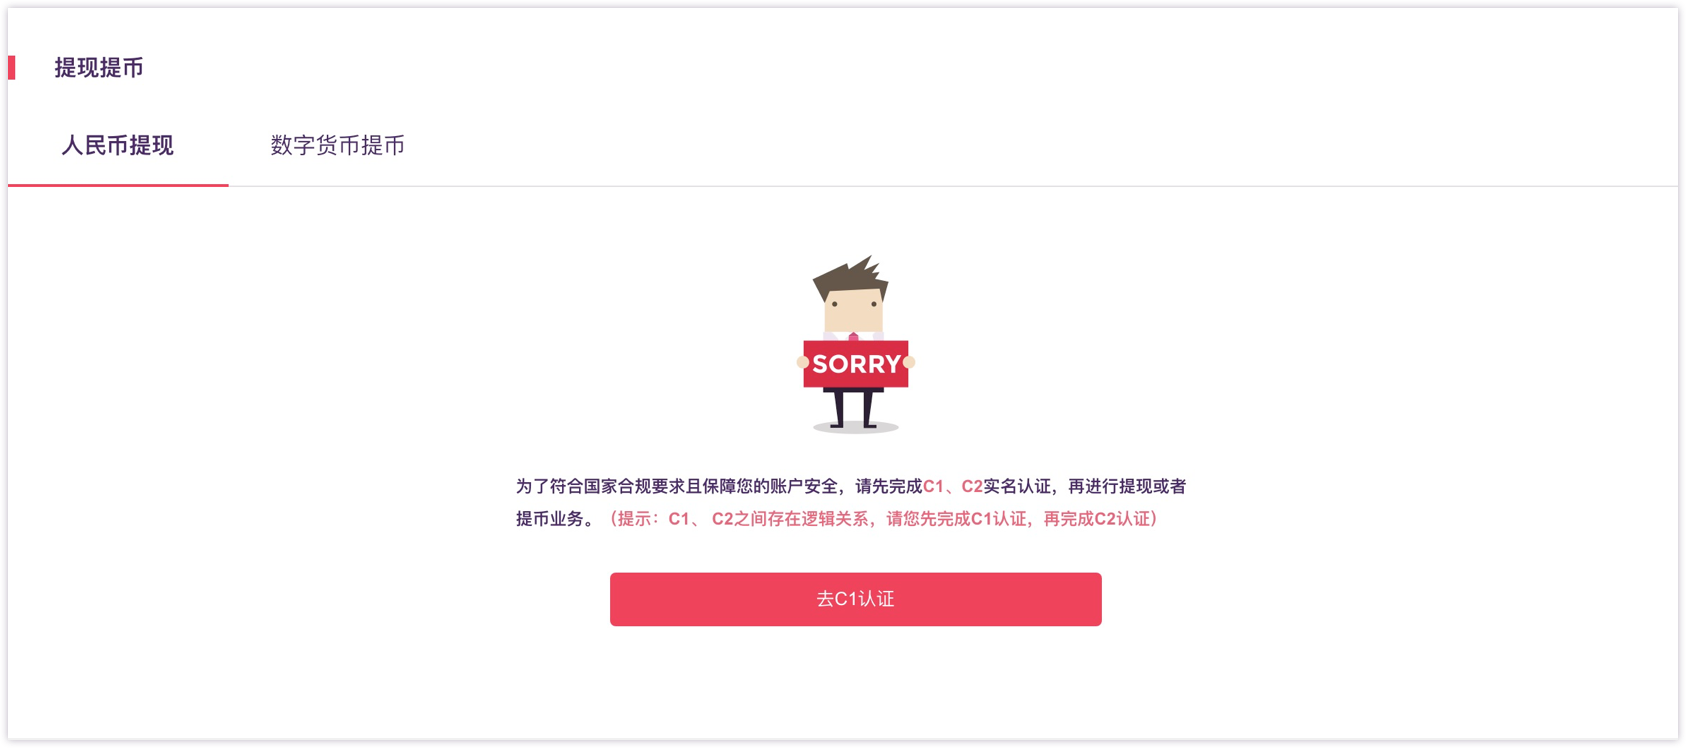 提现提币
人民币提现
数字货币提币
SORRY
为了符合国家合规要求且保障您的账户安全，请先完成C1、C2实名认证，再进行提现或者
提币业务。（提示：C1、 C2之间存在逻辑关系，请您先完成C1认证，再完成C2认证）
去C1认证